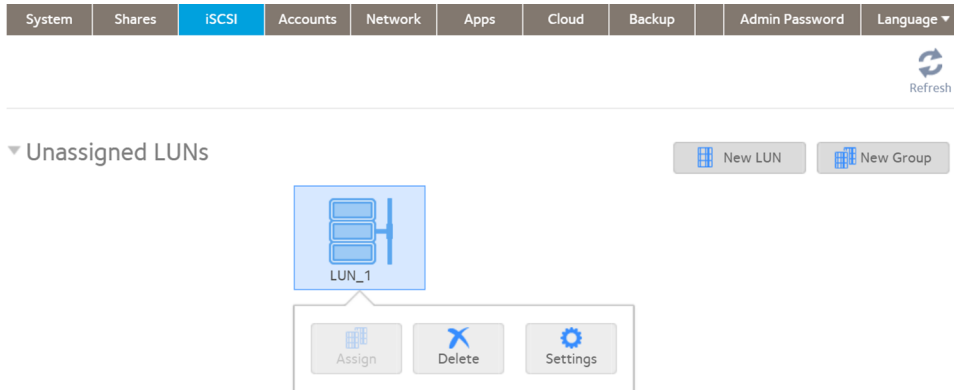 System Shares iSCSI Accounts Network Apps Cloud Backup Admin Password Language
Refresh
Unassigned LUNs New LUN New Group
LUN_1
Assign Delete Settings